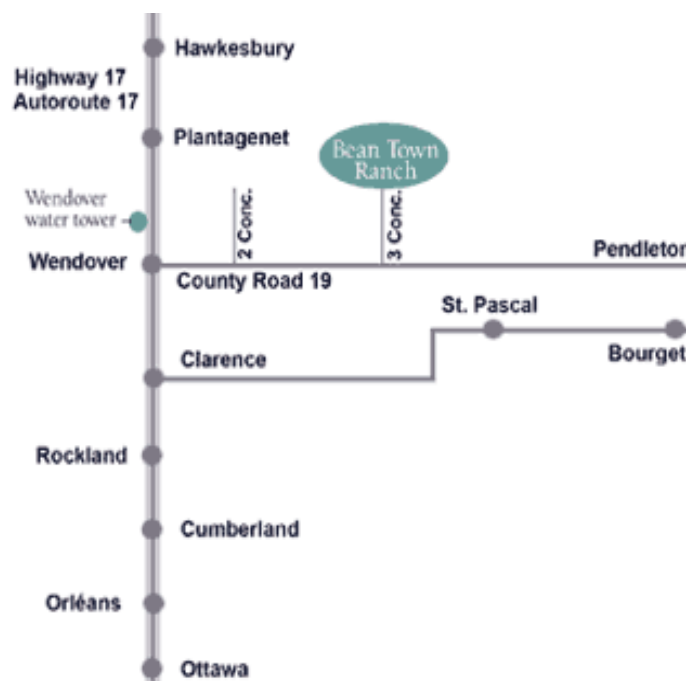 Hawkesbury
Highway 17
Autoroute 17
Plantagenet
Bean Town
Ranch
Wendover
water tower
2 Conc.
3 Conc.
Wendover
Pendleton
County Road 19
St. Pascal
Clarence
Bourget
Rockland
Cumberland
Orléans
Ottawa